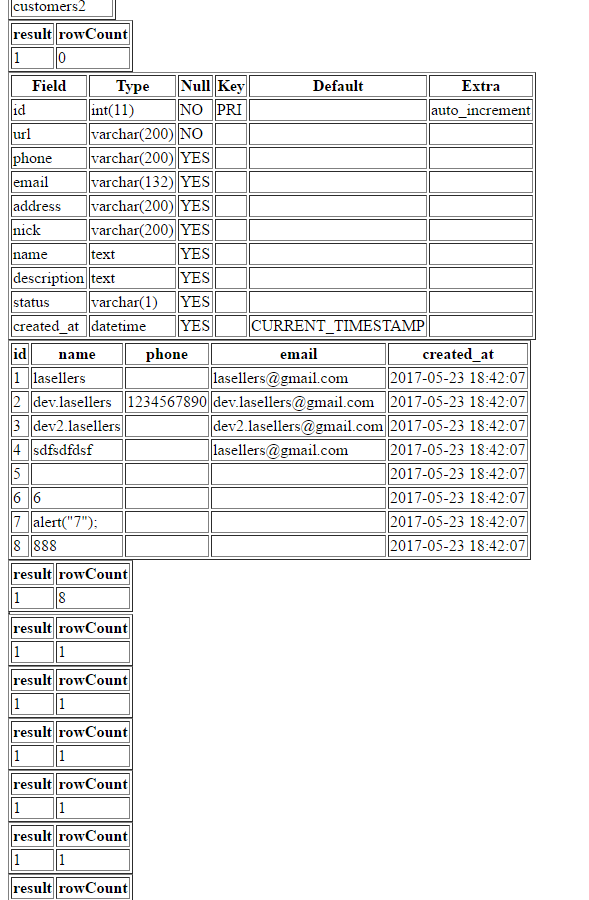 customers2
result rowCount
1 0
Field Type Null Key Default Extra
id int(11) NO PRI auto_increment
url varchar(200) NO
phone varchar(200) YES
email varchar(132) YES
address varchar(200) YES
nick varchar(200) YES
name text YES
description text YES
status varchar(1) YES
created_at datetime YES CURRENT_TIMESTAMP
id name phone email created_at
1 lasellers lasellers@gmail.com 2017-05-23 18:42:07
2 dev.lasellers 1234567890 dev.lasellers@gmail.com 2017-05-23 18:42:07
3 dev2.lasellers dev2.lasellers@gmail.com 2017-05-23 18:42:07
4 sdfsdfdsf lasellers@gmail.com 2017-05-23 18:42:07
5 2017-05-23 18:42:07
6 6 2017-05-23 18:42:07
7 alert("7"); 2017-05-23 18:42:07
8 888 2017-05-23 18:42:07
result rowCount
1 8
result rowCount
1 1
result rowCount
1 1
result rowCount
1 1
result rowCount
1 1
result rowCount
1 1
result rowCount